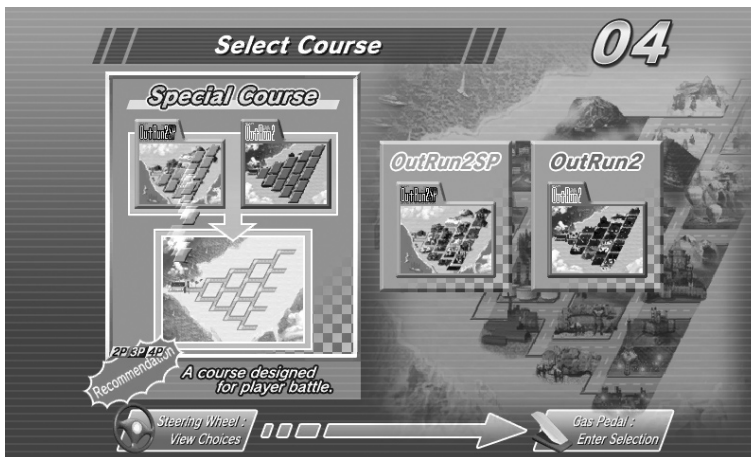 Select Course
04
Special Course
OutRun2SP
OutRun2
OutRun2SP
OutRun2
OutRun2SP
OutRun2
2P/3P/4P
Recommendation
A course designed
for player battle.
Steering Wheel :
View Choices
Gas Pedal :
Enter Selection